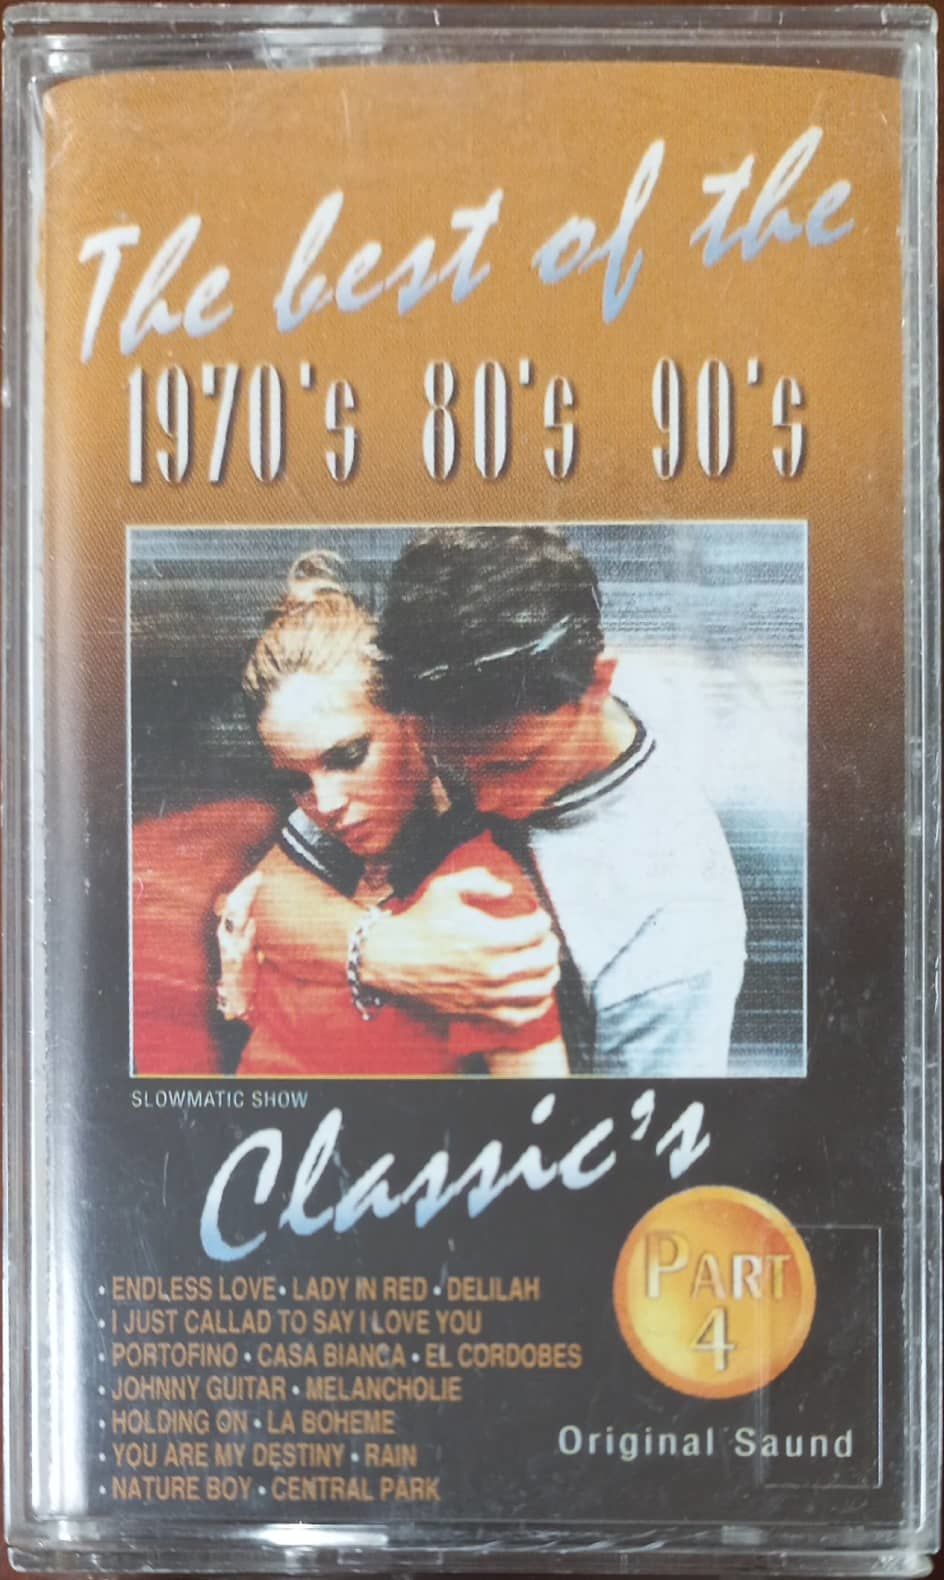 The best of the
1970's 80's 90's
SLOWMATIC SHOW
Classic's
PART
4
• ENDLESS LOVE • LADY IN RED • DELILAH
• I JUST CALLAD TO SAY I LOVE YOU
• PORTOFINO • CASA BIANCA • EL CORDOBES
• JOHNNY GUITAR • MELANCHOLIE
• HOLDING ON • LA BOHEME
• YOU ARE MY DESTINY • RAIN
• NATURE BOY • CENTRAL PARK
Original Saund